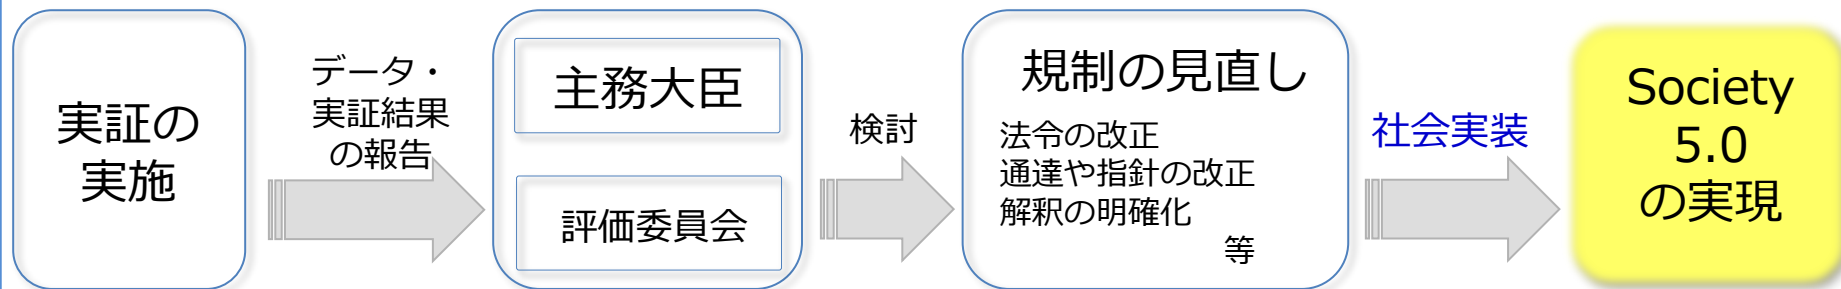 実証の
実施
データ・
実証結果
の報告
主務大臣
評価委員会
検討
規制の見直し
法令の改正
通達や指針の改正
解釈の明確化
等
社会実装
Society
5.0
の実現